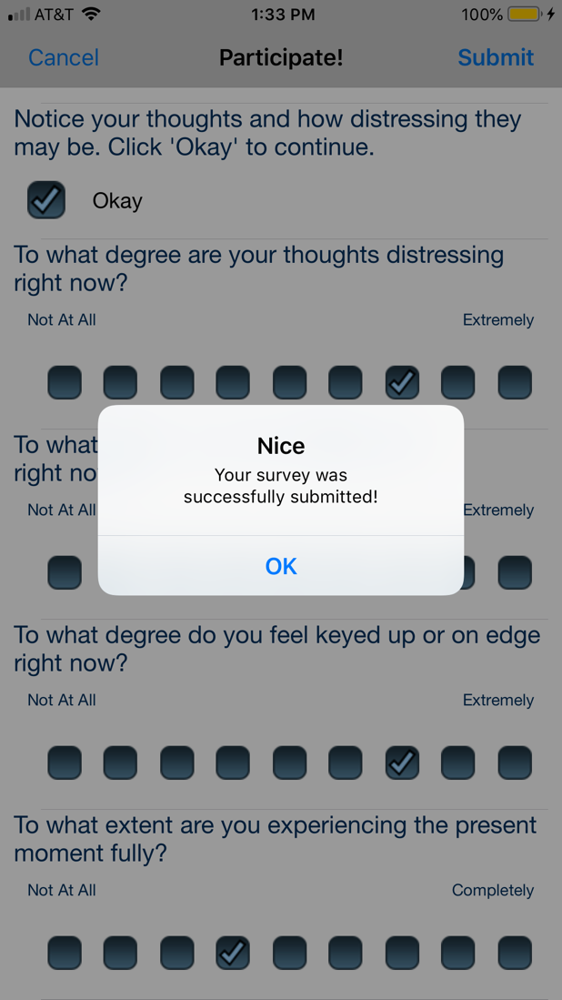 AT&T 1:33 PM 100%
Cancel Participate! Submit
Notice your thoughts and how distressing they
may be. Click 'Okay' to continue.
Okay
To what degree are your thoughts distressing
right now?
Not At All Extremely
To what
right no
Not At All Extremely
Nice
Your survey was
successfully submitted!
OK
To what degree do you feel keyed up or on edge
right now?
Not At All Extremely
To what extent are you experiencing the present
moment fully?
Not At All Completely